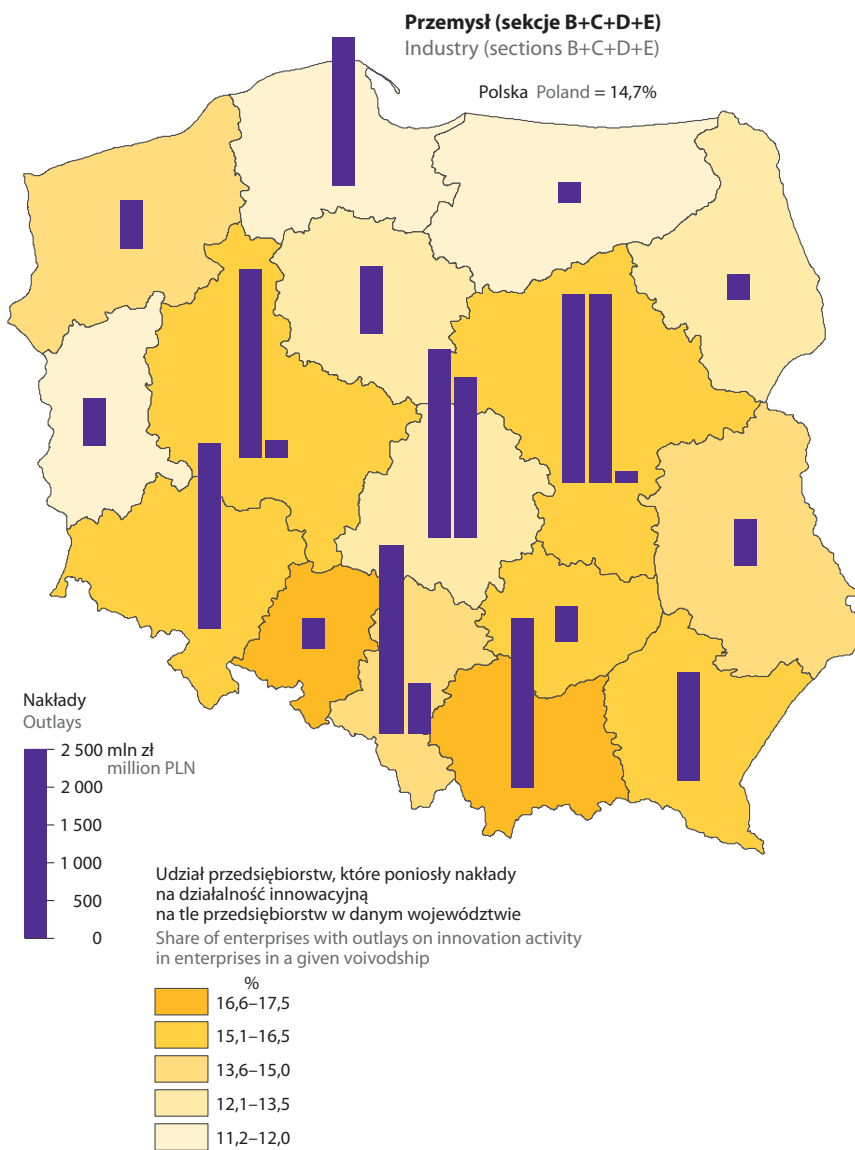 Przemysł (sekcje B+C+D+E)
Industry (sections B+C+D+E)
Polska Poland = 14,7%
Nakłady
Outlays
2 500 mln zł
million PLN
2 000
1 500
1 000
500
0
Udział przedsiębiorstw, które poniosły nakłady
na działalność innowacyjną
na tle przedsiębiorstw w danym województwie
Share of enterprises with outlays on innovation activity
in enterprises in a given voivodship
%
16,6–17,5
15,1–16,5
13,6–15,0
12,1–13,5
11,2–12,0